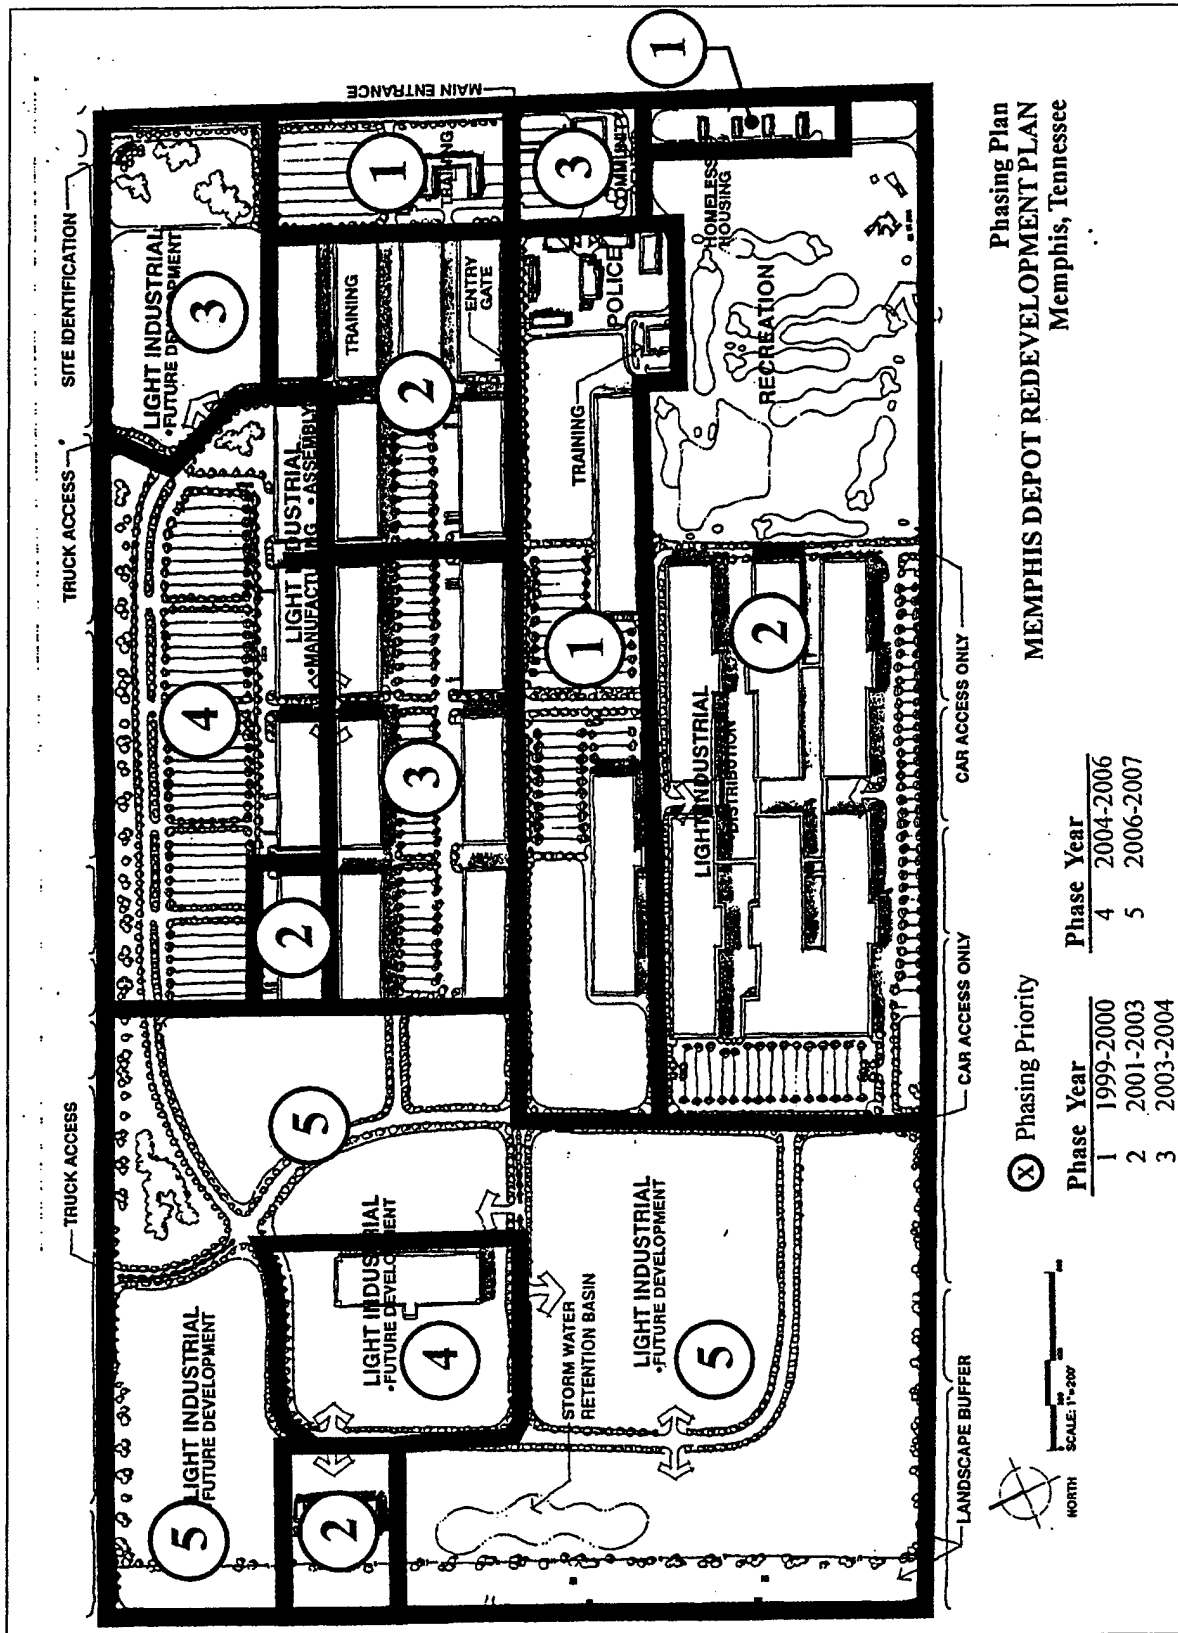 TRUCK ACCESS
TRUCK ACCESS
SITE IDENTIFICATION
MAIN ENTRANCE
5
LIGHT INDUSTRIAL
FUTURE DEVELOPMENT
2
LIGHT INDUSTRIAL
•FUTURE DEVELOPMENT
4
5
STORM WATER
RETENTION BASIN
LIGHT INDUSTRIAL
•FUTURE DEVELOPMENT
5
4
2
LIGHT INDUSTRIAL
•MANUFACTURING •ASSEMBLY
3
2
LIGHT INDUSTRIAL
•FUTURE DEVELOPMENT
3
TRAINING
ENTRY
GATE
1
TRAINING
3
1
TRAINING
POLICE
LIGHT INDUSTRIAL
DISTRIBUTION
2
RECREATION
HOMELESS
HOUSING
1
LANDSCAPE BUFFER
CAR ACCESS ONLY
CAR ACCESS ONLY
NORTH
SCALE: 1"=200'
X Phasing Priority
Phase Year
1 1999-2000
2 2001-2003
3 2003-2004
Phase Year
4 2004-2006
5 2006-2007
Phasing Plan
MEMPHIS DEPOT REDEVELOPMENT PLAN
Memphis, Tennessee